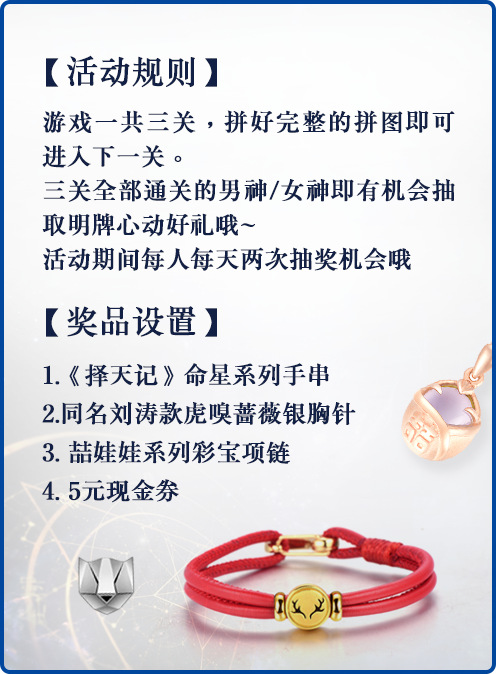 【活动规则】
游戏一共三关，拼好完整的拼图即可
进入下一关。
三关全部通关的男神/女神即有机会抽
取明牌心动好礼哦~
活动期间每人每天两次抽奖机会哦
【奖品设置】
1.《择天记》命星系列手串
2.同名刘涛款虎嗅蔷薇银胸针
3. 喆娃娃系列彩宝项链
4. 5元现金券